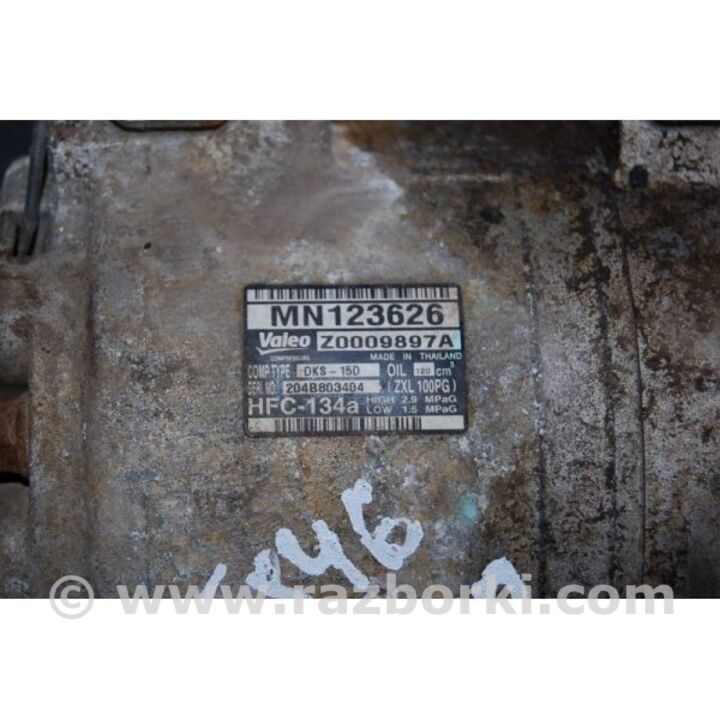 MN123626
Valeo Z0009897A
COMPRESSORS MADE IN THAILAND
COMP TYPE DKS-15D OIL 120 cm³
SER NO. 204B803404 (ZXL 100PG)
HFC-134a HIGH 2.9 MPaG
LOW 1.5 MPaG
© www.razborki.com